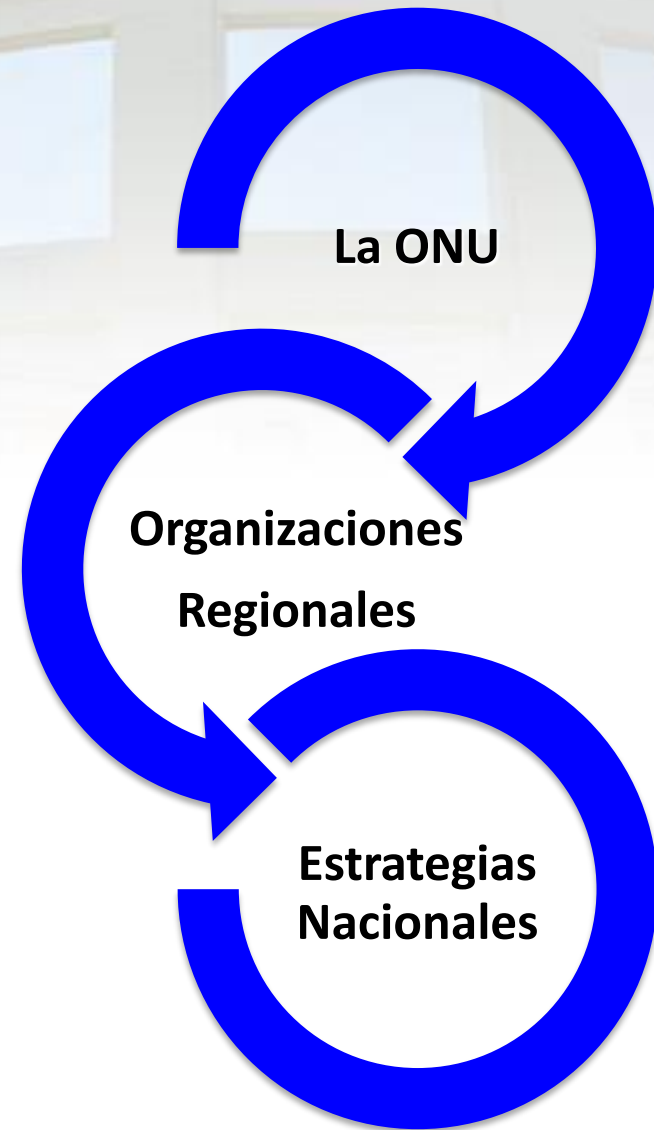 La ONU
Organizaciones
Regionales
Estrategias
Nacionales